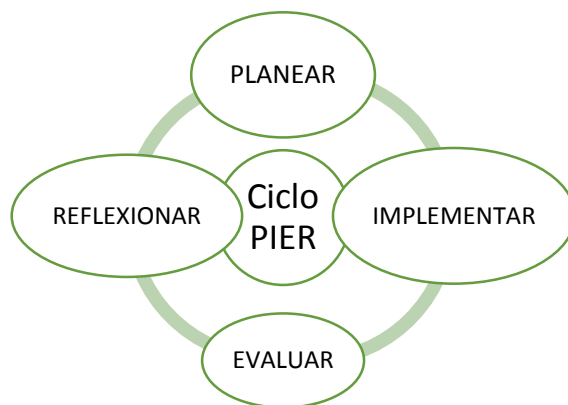 PLANEAR
REFLEXIONAR
Ciclo
PIER
IMPLEMENTAR
EVALUAR